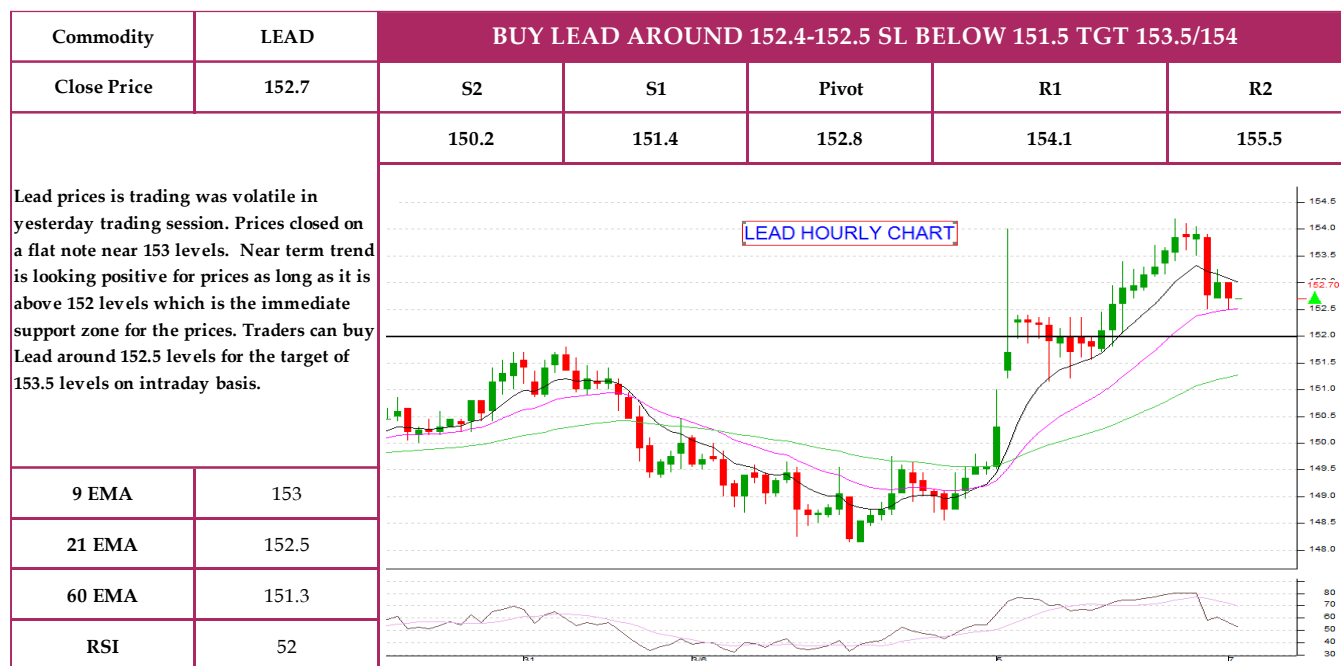 Commodity LEAD BUY LEAD AROUND 152.4-152.5 SL BELOW 151.5 TGT 153.5/154
Close Price 152.7 S2 S1 Pivot R1 R2
150.2 151.4 152.8 154.1 155.5
Lead prices is trading was volatile in
yesterday trading session. Prices closed on
a flat note near 153 levels. Near term trend
is looking positive for prices as long as it is
above 152 levels which is the immediate
support zone for the prices. Traders can buy
Lead around 152.5 levels for the target of
153.5 levels on intraday basis.
9 EMA 153
21 EMA 152.5
60 EMA 151.3
RSI 52
LEAD HOURLY CHART
154.5
154.0
153.5
152.70
152.5
152.0
151.5
151.0
150.5
150.0
149.5
149.0
148.5
148.0
80
70
60
50
40
30